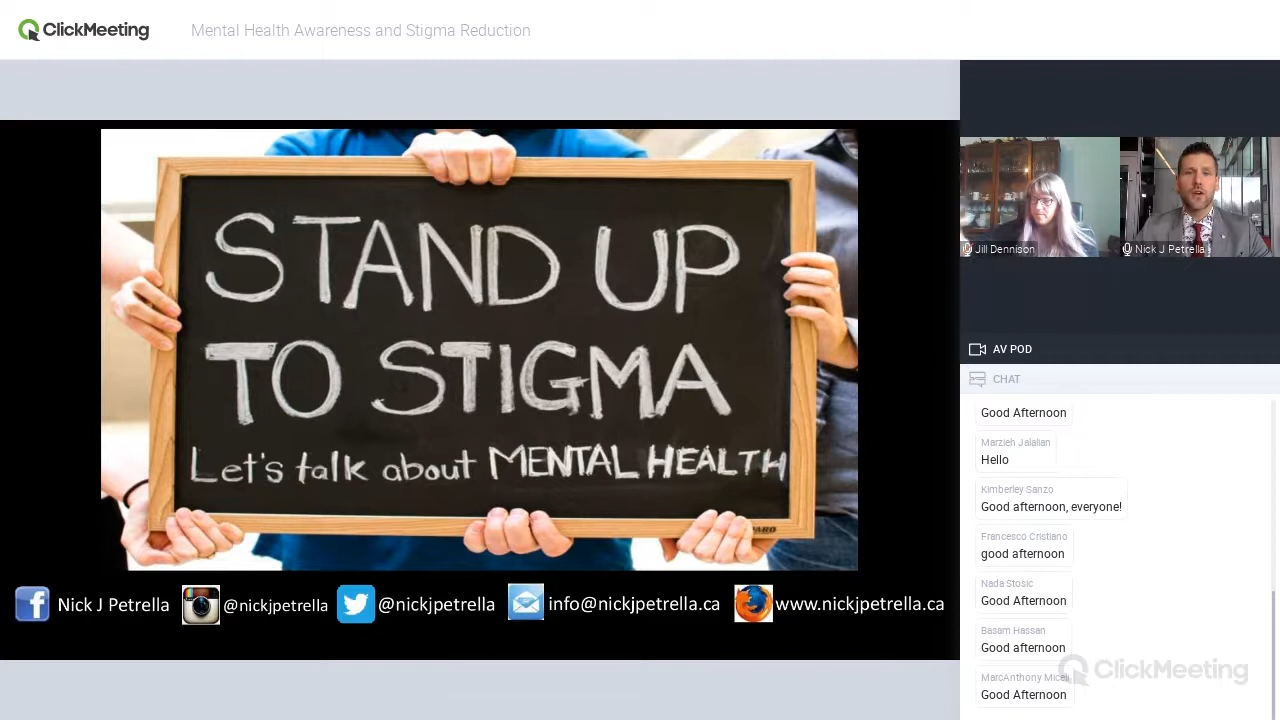 ClickMeeting
Mental Health Awareness and Stigma Reduction
STAND UP
TO STIGMA
Let's talk about MENTAL HEALTH
Nick J Petrella
@nickjpetrella
@nickjpetrella
info@nickjpetrella.ca
www.nickjpetrella.ca
Jill Dennison
Nick J Petrella
AV POD
CHAT
Good Afternoon
Marzieh Jalalian
Hello
Kimberley Sanzo
Good afternoon, everyone!
Francesco Cristiano
good afternoon
Nada Stosic
Good Afternoon
Basam Hassan
Good afternoon
MarcAnthony Miceli
Good Afternoon
ClickMeeting